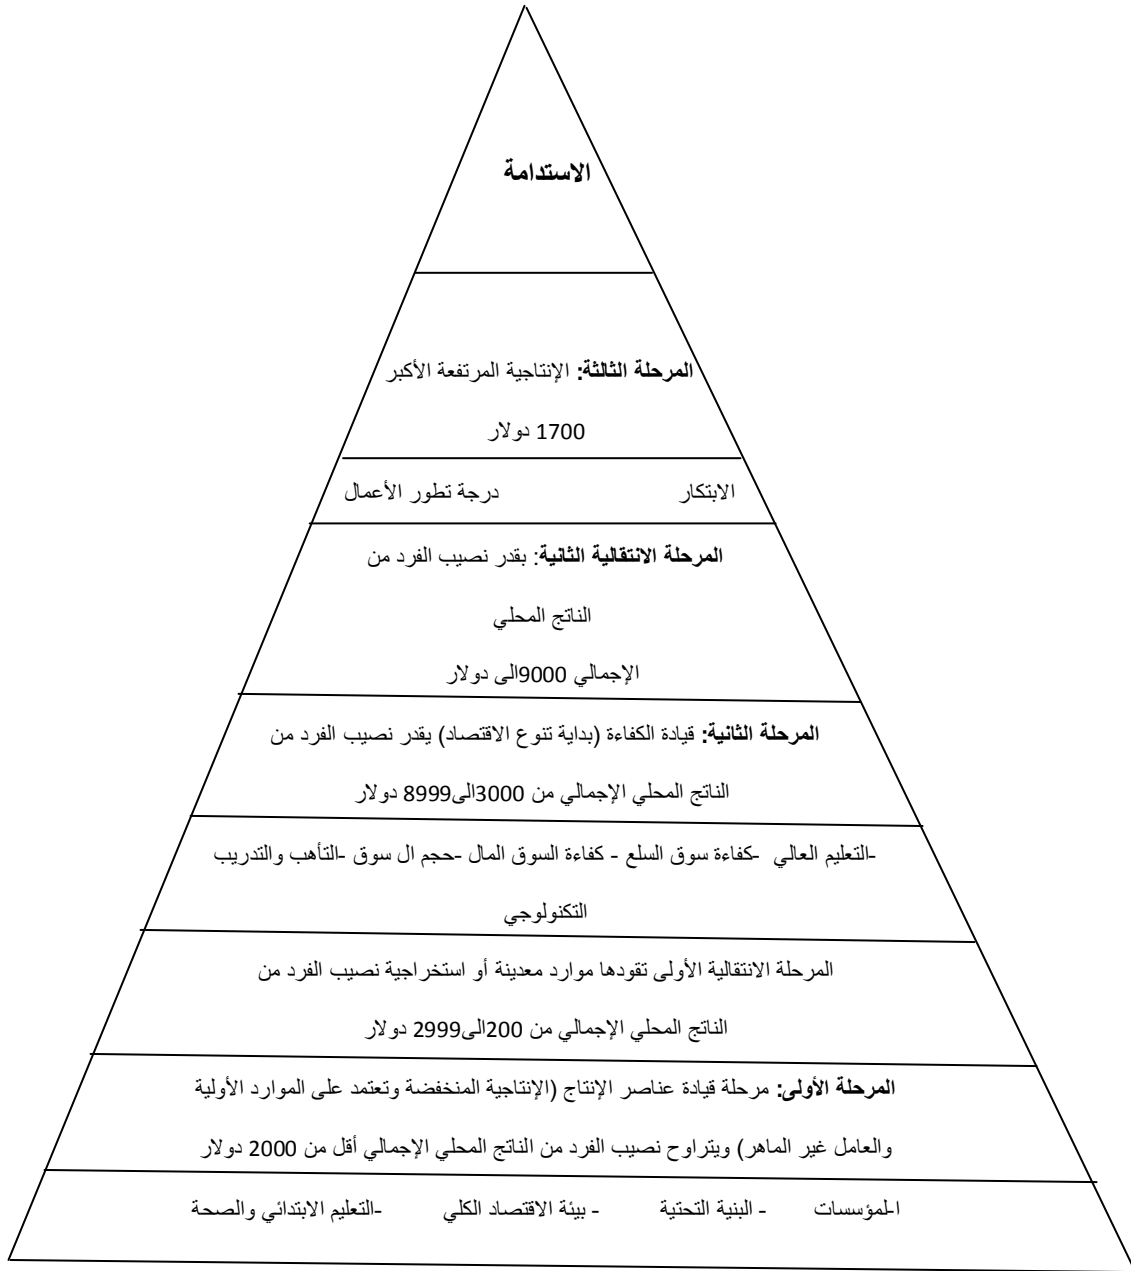 الاستدامة
المرحلة الثالثة: الإنتاجية المرتفعة الأكبر
1700 دولار
الابتكار درجة تطور الأعمال
المرحلة الانتقالية الثانية: بقدر نصيب الفرد من
الناتج المحلي
الإجمالي 9000الى دولار
المرحلة الثانية: قيادة الكفاءة (بداية تنوع الاقتصاد) يقدر نصيب الفرد من
الناتج المحلي الإجمالي من 3000الى8999 دولار
-التعليم العالي -كفاءة سوق السلع - كفاءة السوق المال -حجم ال سوق -التأهب والتدريب
التكنولوجي
المرحلة الانتقالية الأولى تقودها موارد معدينة أو استخراجية نصيب الفرد من
الناتج المحلي الإجمالي من 200الى2999 دولار
المرحلة الأولى: مرحلة قيادة عناصر الإنتاج (الإنتاجية المنخفضة وتعتمد على الموارد الأولية
والعامل غير الماهر) ويتراوح نصيب الفرد من الناتج المحلي الإجمالي أقل من 2000 دولار
ا-لمؤسسات - البنية التحتية - بيئة الاقتصاد الكلي -التعليم الابتدائي والصحة